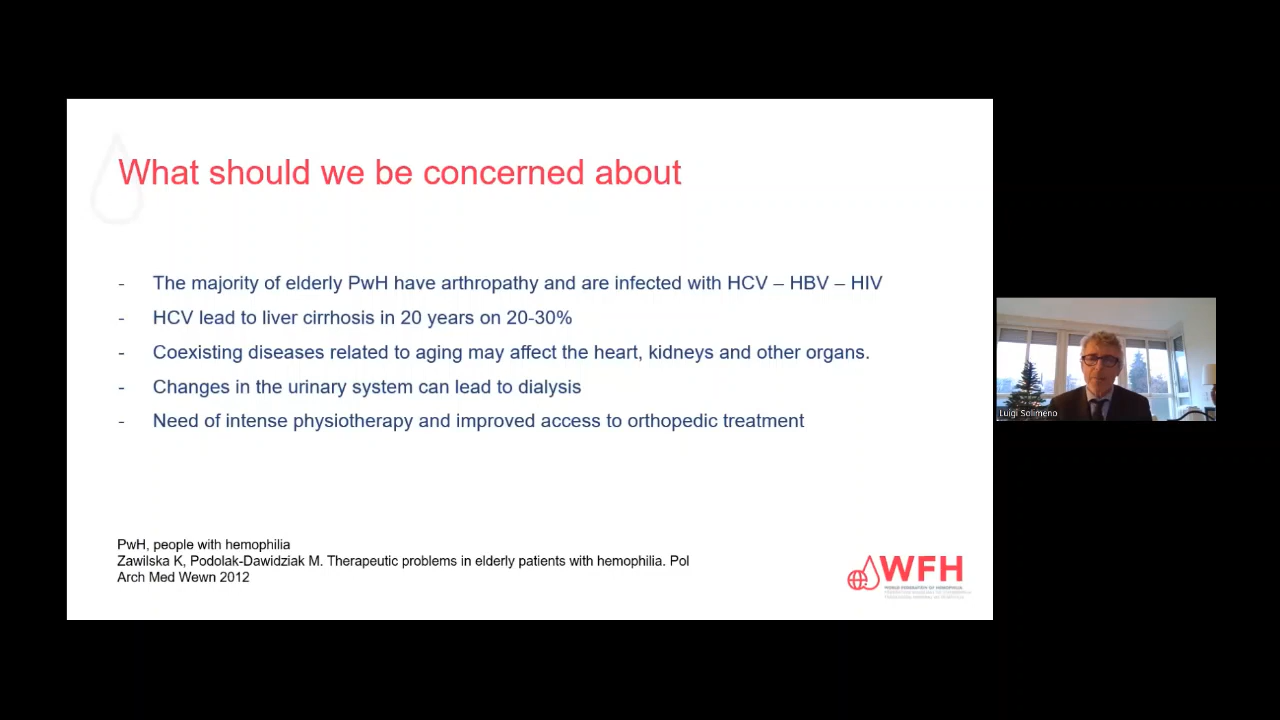 What should we be concerned about
- The majority of elderly PwH have arthropathy and are infected with HCV – HBV – HIV
- HCV lead to liver cirrhosis in 20 years on 20-30%
- Coexisting diseases related to aging may affect the heart, kidneys and other organs.
- Changes in the urinary system can lead to dialysis
- Need of intense physiotherapy and improved access to orthopedic treatment
PwH, people with hemophilia
Zawilska K, Podolak-Dawidziak M. Therapeutic problems in elderly patients with hemophilia. Pol
Arch Med Wewn 2012
WFH
WORLD FEDERATION OF HEMOPHILIA
Luigi Solimeno